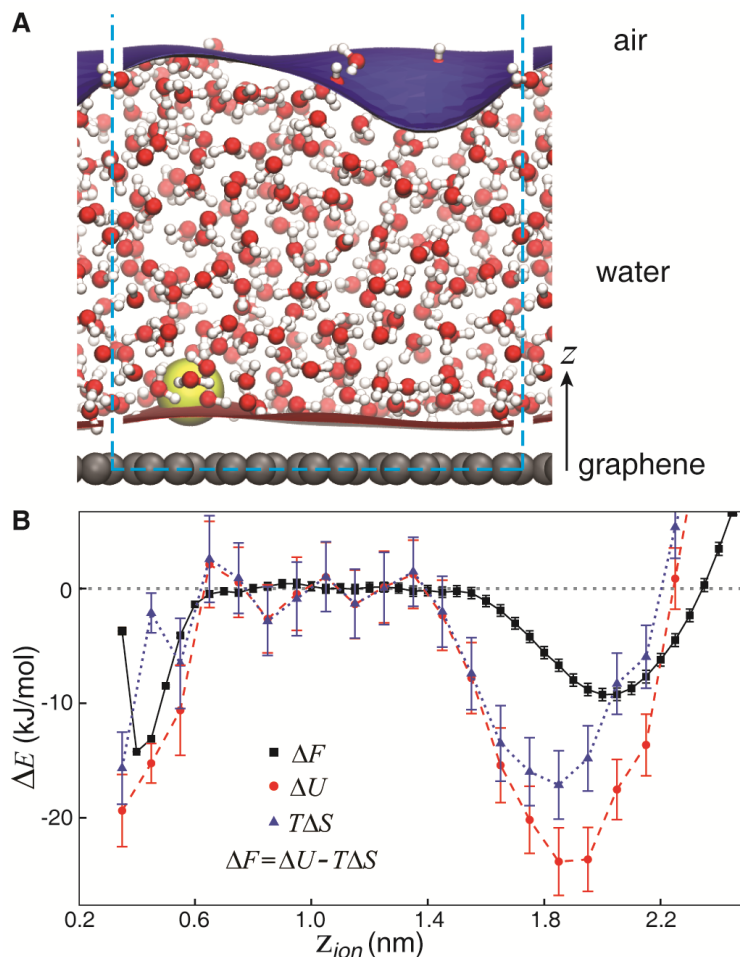 A
air
water
z
graphene
B
0
-10
-20
ΔE (kJ/mol)
ΔF
ΔU
TΔS
ΔF=ΔU-TΔS
0.2 0.6 1.0 1.4 1.8 2.2
Zion (nm)